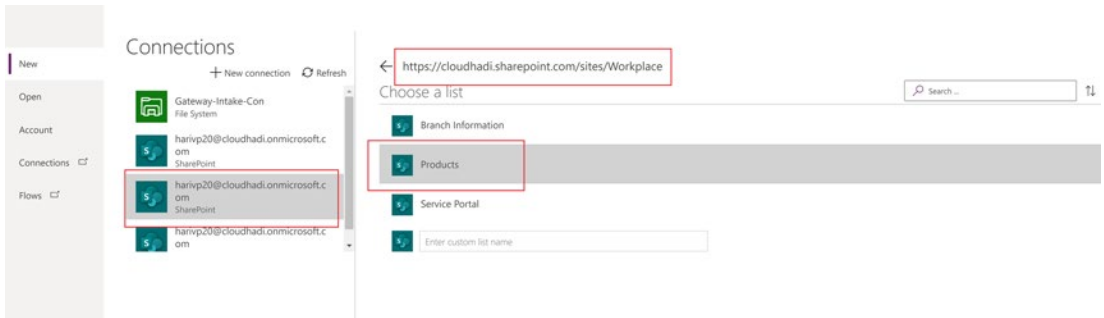 New
Open
Account
Connections
Flows
Connections
New connection
Refresh
Gateway-Intake-Con
File System
harivp20@cloudhadi.onmicrosoft.c
om
SharePoint
harivp20@cloudhadi.onmicrosoft.c
om
SharePoint
harivp20@cloudhadi.onmicrosoft.c
om
https://cloudhadi.sharepoint.com/sites/Workplace
Choose a list
Search ..
Branch Information
Products
Service Portal
Enter custom list name